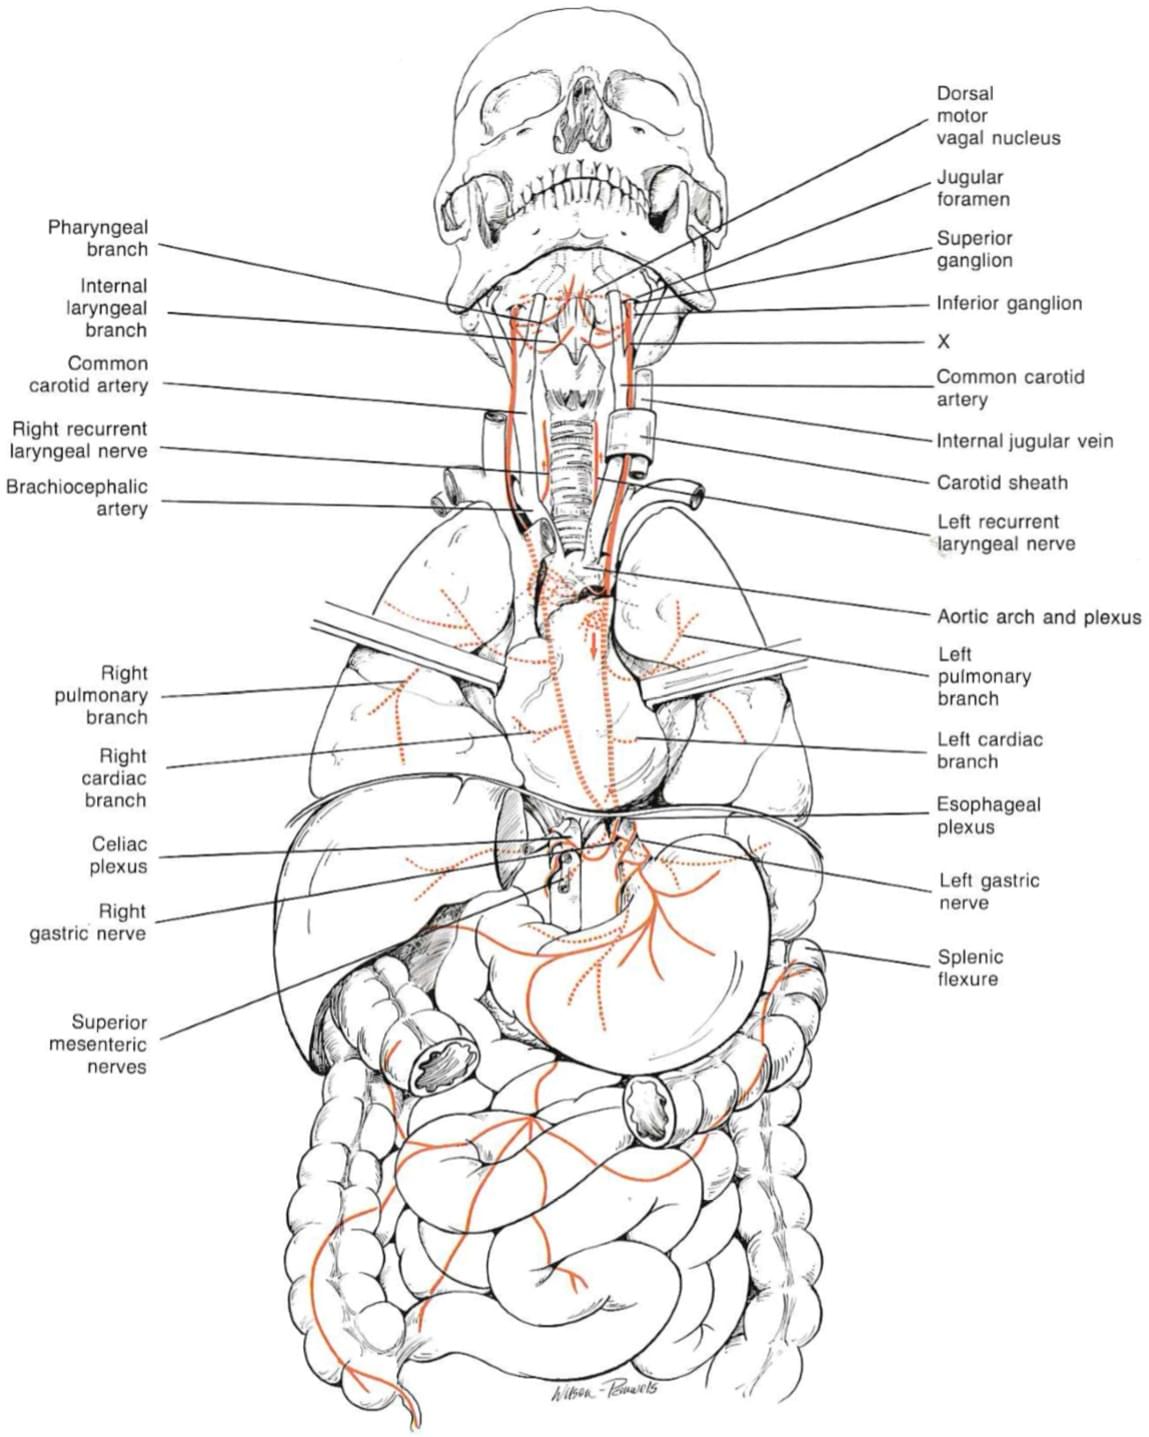 Pharyngeal
branch
Internal
laryngeal
branch
Common
carotid artery
Right recurrent
laryngeal nerve
Brachiocephalic
artery
Right
pulmonary
branch
Right
cardiac
branch
Celiac
plexus
Right
gastric nerve
Superior
mesenteric
nerves
Dorsal
motor
vagal nucleus
Jugular
foramen
Superior
ganglion
Inferior ganglion
X
Common carotid
artery
Internal jugular vein
Carotid sheath
Left recurrent
laryngeal nerve
Aortic arch and plexus
Left
pulmonary
branch
Left cardiac
branch
Esophageal
plexus
Left gastric
nerve
Splenic
flexure
Wilson-Pauwels